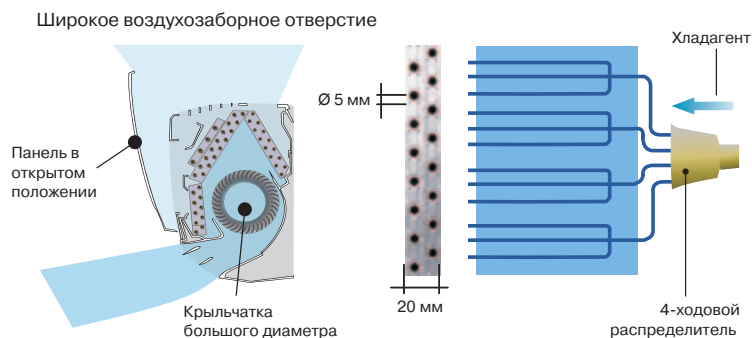 Широкое воздухозаборное отверстие
Хладагент
Ø 5 мм
Панель в
открытом
положении
20 мм
Крыльчатка
большого диаметра
4-ходовой
распределитель